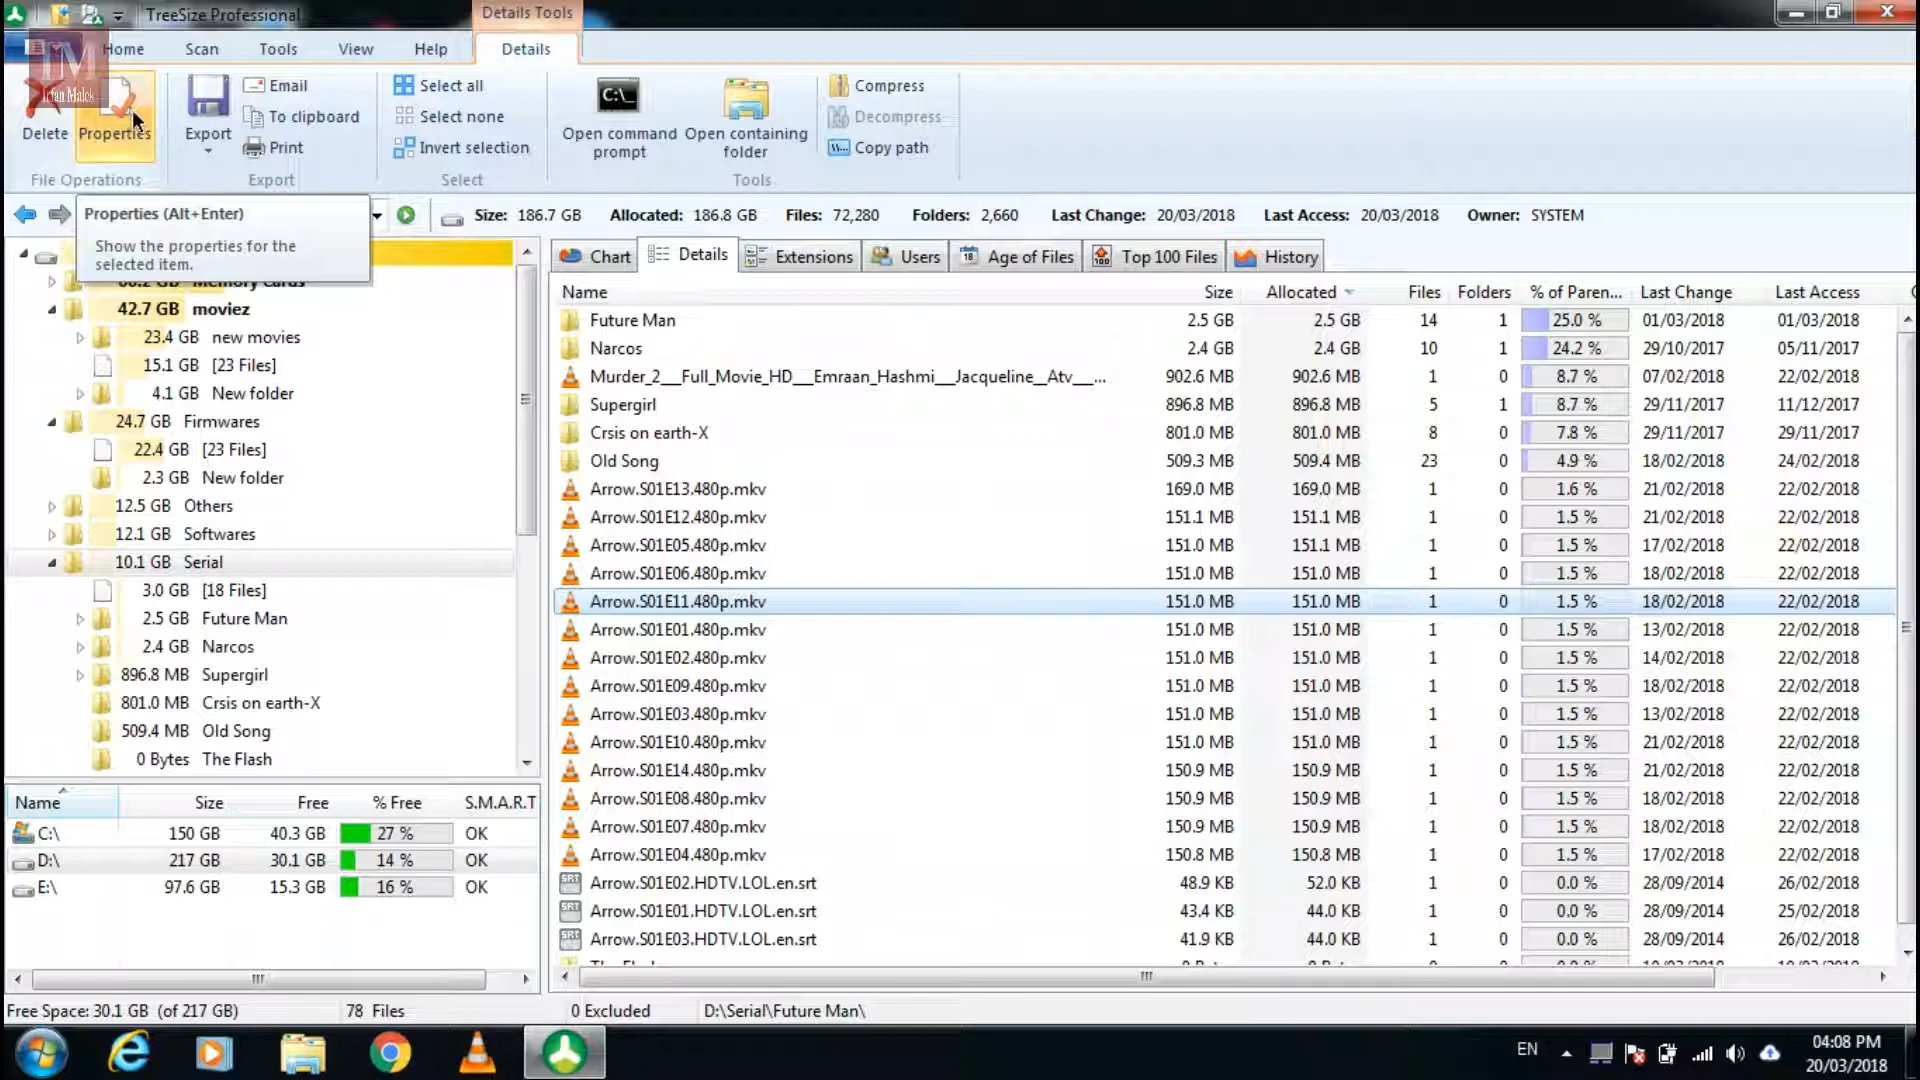 TreeSize Professional
Details Tools
Home Scan Tools View Help Details
IM
Irfan Malek
Delete
Properties
File Operations
Export
Email
To clipboard
Print
Export
Select all
Select none
Invert selection
Select
C:\_
Open command prompt
Open containing folder
Tools
Compress
Decompress
Copy path
Properties (Alt+Enter)
Show the properties for the
selected item.
Size: 186.7 GB Allocated: 186.8 GB Files: 72,280 Folders: 2,660 Last Change: 20/03/2018 Last Access: 20/03/2018 Owner: SYSTEM
Memory Cards
42.7 GB moviez
23.4 GB new movies
15.1 GB [23 Files]
4.1 GB New folder
24.7 GB Firmwares
22.4 GB [23 Files]
2.3 GB New folder
12.5 GB Others
12.1 GB Softwares
10.1 GB Serial
3.0 GB [18 Files]
2.5 GB Future Man
2.4 GB Narcos
896.8 MB Supergirl
801.0 MB Crsis on earth-X
509.4 MB Old Song
0 Bytes The Flash
Name Size Free % Free S.M.A.R.T
C:\ 150 GB 40.3 GB 27 % OK
D:\ 217 GB 30.1 GB 14 % OK
E:\ 97.6 GB 15.3 GB 16 % OK
Chart Details Extensions Users Age of Files Top 100 Files History
Name Size Allocated Files Folders % of Paren... Last Change Last Access
Future Man 2.5 GB 2.5 GB 14 1 25.0 % 01/03/2018 01/03/2018
Narcos 2.4 GB 2.4 GB 10 1 24.2 % 29/10/2017 05/11/2017
Murder_2___Full_Movie_HD___Emraan_Hashmi___Jacqueline__Atv___... 902.6 MB 902.6 MB 1 0 8.7 % 07/02/2018 22/02/2018
Supergirl 896.8 MB 896.8 MB 5 1 8.7 % 29/11/2017 11/12/2017
Crsis on earth-X 801.0 MB 801.0 MB 8 0 7.8 % 29/11/2017 29/11/2017
Old Song 509.3 MB 509.4 MB 23 0 4.9 % 18/02/2018 24/02/2018
Arrow.S01E13.480p.mkv 169.0 MB 169.0 MB 1 0 1.6 % 21/02/2018 22/02/2018
Arrow.S01E12.480p.mkv 151.1 MB 151.1 MB 1 0 1.5 % 21/02/2018 22/02/2018
Arrow.S01E05.480p.mkv 151.0 MB 151.1 MB 1 0 1.5 % 17/02/2018 22/02/2018
Arrow.S01E06.480p.mkv 151.0 MB 151.0 MB 1 0 1.5 % 18/02/2018 22/02/2018
Arrow.S01E11.480p.mkv 151.0 MB 151.0 MB 1 0 1.5 % 18/02/2018 22/02/2018
Arrow.S01E01.480p.mkv 151.0 MB 151.0 MB 1 0 1.5 % 13/02/2018 22/02/2018
Arrow.S01E02.480p.mkv 151.0 MB 151.0 MB 1 0 1.5 % 14/02/2018 22/02/2018
Arrow.S01E09.480p.mkv 151.0 MB 151.0 MB 1 0 1.5 % 18/02/2018 22/02/2018
Arrow.S01E03.480p.mkv 151.0 MB 151.0 MB 1 0 1.5 % 13/02/2018 22/02/2018
Arrow.S01E10.480p.mkv 151.0 MB 151.0 MB 1 0 1.5 % 21/02/2018 22/02/2018
Arrow.S01E14.480p.mkv 150.9 MB 150.9 MB 1 0 1.5 % 21/02/2018 22/02/2018
Arrow.S01E08.480p.mkv 150.9 MB 150.9 MB 1 0 1.5 % 18/02/2018 22/02/2018
Arrow.S01E07.480p.mkv 150.9 MB 150.9 MB 1 0 1.5 % 18/02/2018 22/02/2018
Arrow.S01E04.480p.mkv 150.8 MB 150.8 MB 1 0 1.5 % 17/02/2018 22/02/2018
Arrow.S01E02.HDTV.LOL.en.srt 48.9 KB 52.0 KB 1 0 0.0 % 28/09/2014 26/02/2018
Arrow.S01E01.HDTV.LOL.en.srt 43.4 KB 44.0 KB 1 0 0.0 % 28/09/2014 25/02/2018
Arrow.S01E03.HDTV.LOL.en.srt 41.9 KB 44.0 KB 1 0 0.0 % 28/09/2014 26/02/2018
Free Space: 30.1 GB (of 217 GB) 78 Files 0 Excluded D:\Serial\Future Man\
EN
04:08 PM
20/03/2018